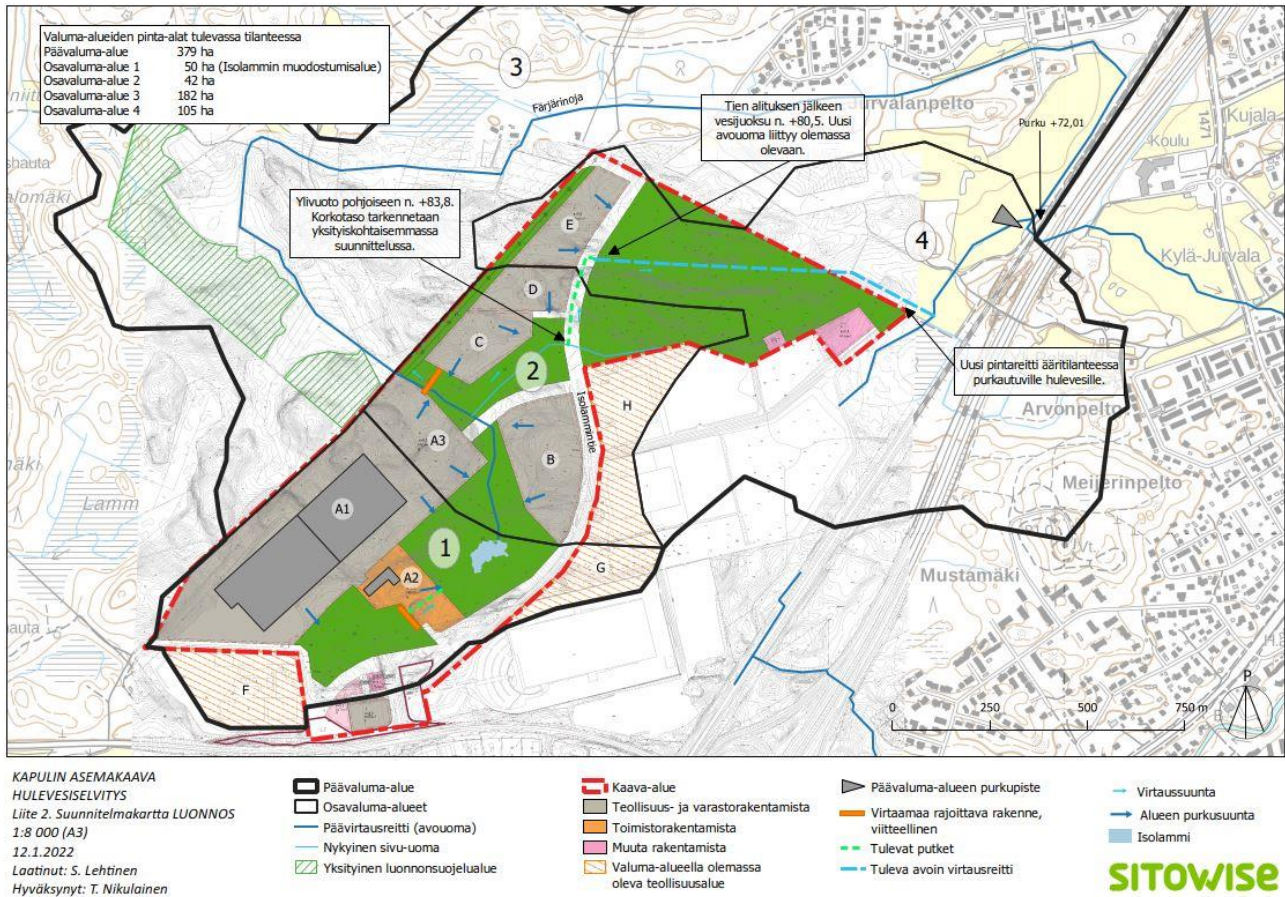 Valuma-alueiden pinta-alat tulevassa tilanteessa
Päävaluma-alue 379 ha
Osavaluma-alue 1 50 ha (Isolammin muodostumisalue)
Osavaluma-alue 2 42 ha
Osavaluma-alue 3 182 ha
Osavaluma-alue 4 105 ha
3
Färjärinoja
Tien alituksen jälkeen
vesijuoksu n. +80,5. Uusi
avouoma liittyy olemassa
olevaan.
Jurvalanpelto
Purku +72,01
Koulu
1471
Kujala
Ylivuoto pohjoiseen n. +83,8.
Korkotaso tarkennetaan
yksityiskohtaisemmassa
suunnittelussa.
E
4
Kylä-Jurvala
D
C
2
Uusi pintareitti ääritilanteessa
purkautuville hulevesille.
Isolammintie
H
Arvonpelto
A3
B
Meijerinpelto
Lamm
A1
1
A2
G
Mustamäki
F
P
0 250 500 750 m
KAPULIN ASEMAKAAVA
HULEVESISELVITYS
Liite 2. Suunnitelmakartta LUONNOS
1:8 000 (A3)
12.1.2022
Laatinut: S. Lehtinen
Hyväksynyt: T. Nikulainen
Päävaluma-alue
Osavaluma-alueet
Päävirtausreitti (avouoma)
Nykyinen sivu-uoma
Yksityinen luonnonsuojelualue
Kaava-alue
Teollisuus- ja varastorakentamista
Toimistorakentamista
Muuta rakentamista
Valuma-alueella olemassa
oleva teollisuusalue
Päävaluma-alueen purkupiste
Virtaamaa rajoittava rakenne,
viitteellinen
Tulevat putket
Tuleva avoin virtausreitti
Virtaussuunta
Alueen purkusuunta
Isolammi
SITOWISE